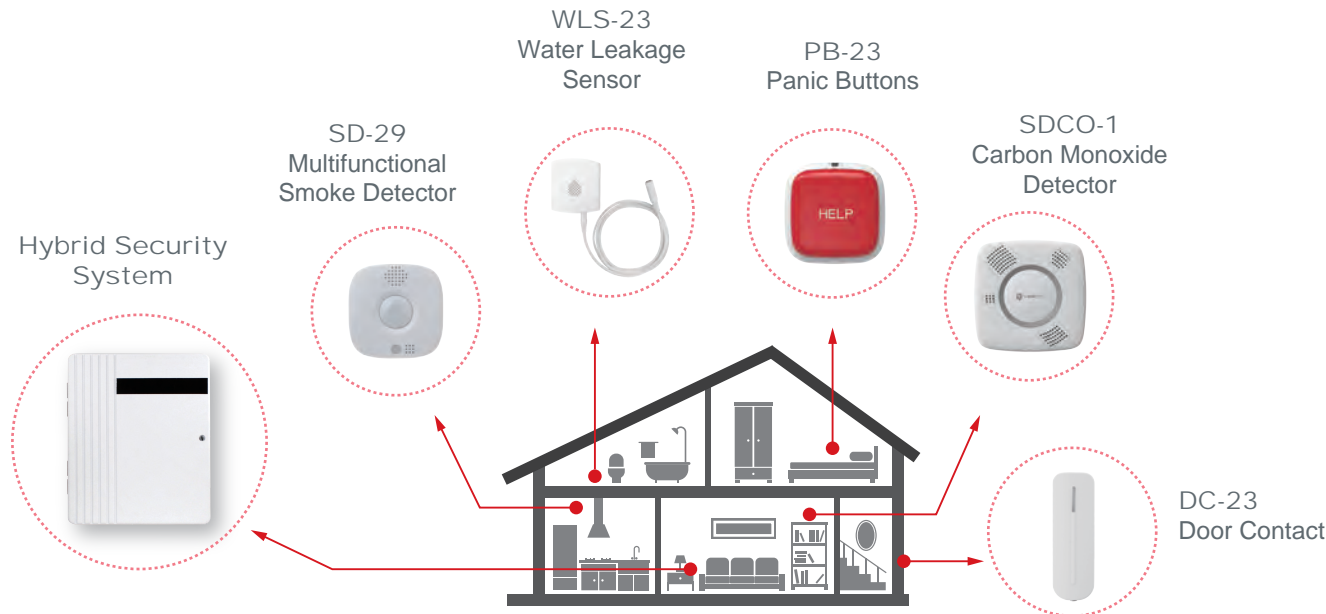 WLS-23
Water Leakage
Sensor
PB-23
Panic Buttons
SD-29
Multifunctional
Smoke Detector
SDCO-1
Carbon Monoxide
Detector
HELP
Hybrid Security
System
DC-23
Door Contact